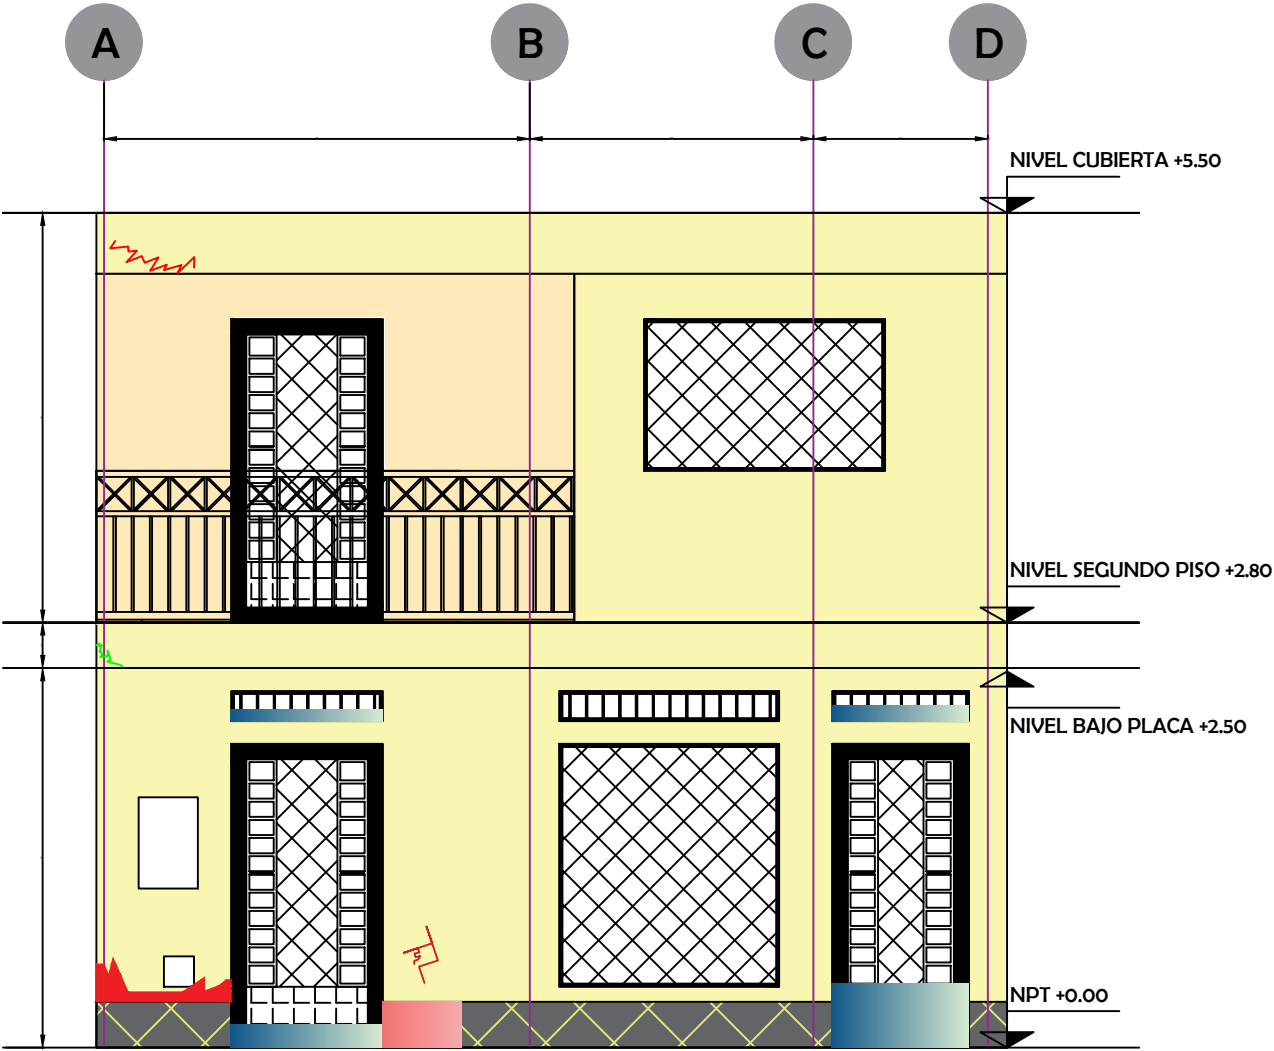 A B C D
NIVEL CUBIERTA +5.50
NIVEL SEGUNDO PISO +2.80
NIVEL BAJO PLACA +2.50
NPT +0.00